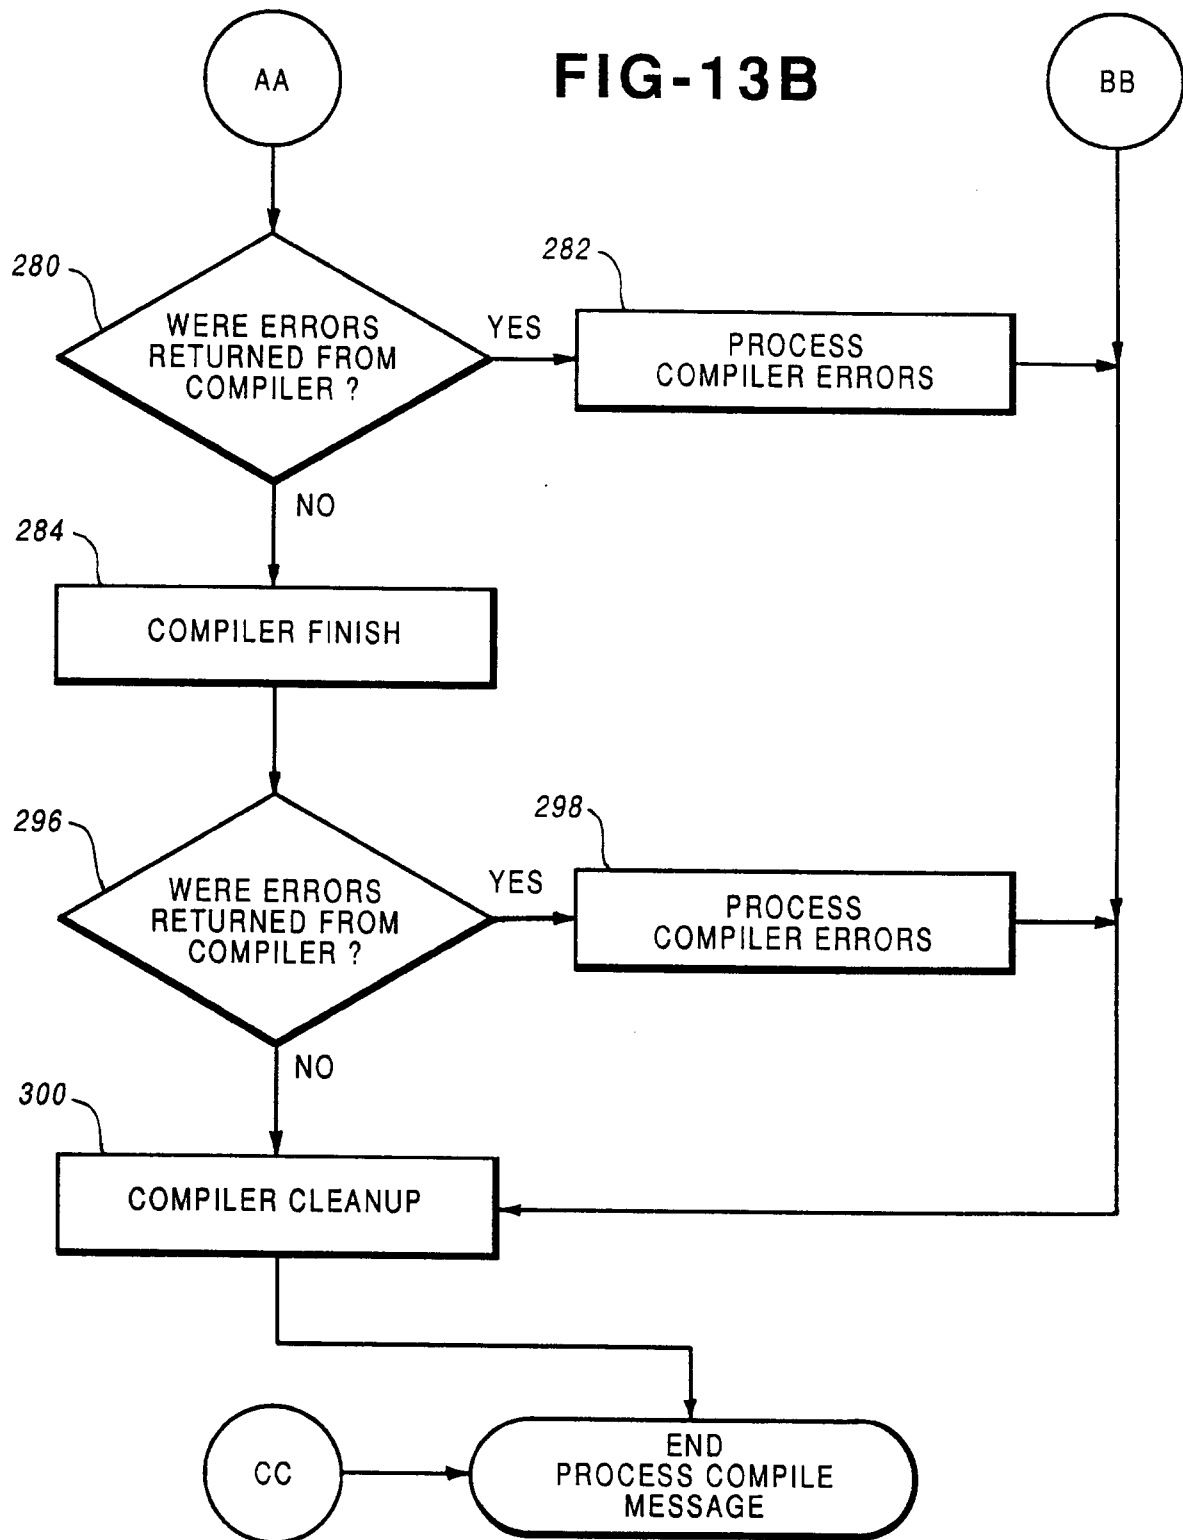 AA
FIG-13B
BB
280
WERE ERRORS
RETURNED FROM
COMPILER ?
YES
282
PROCESS
COMPILER ERRORS
NO
284
COMPILER FINISH
296
WERE ERRORS
RETURNED FROM
COMPILER ?
YES
298
PROCESS
COMPILER ERRORS
NO
300
COMPILER CLEANUP
CC
END
PROCESS COMPILE
MESSAGE